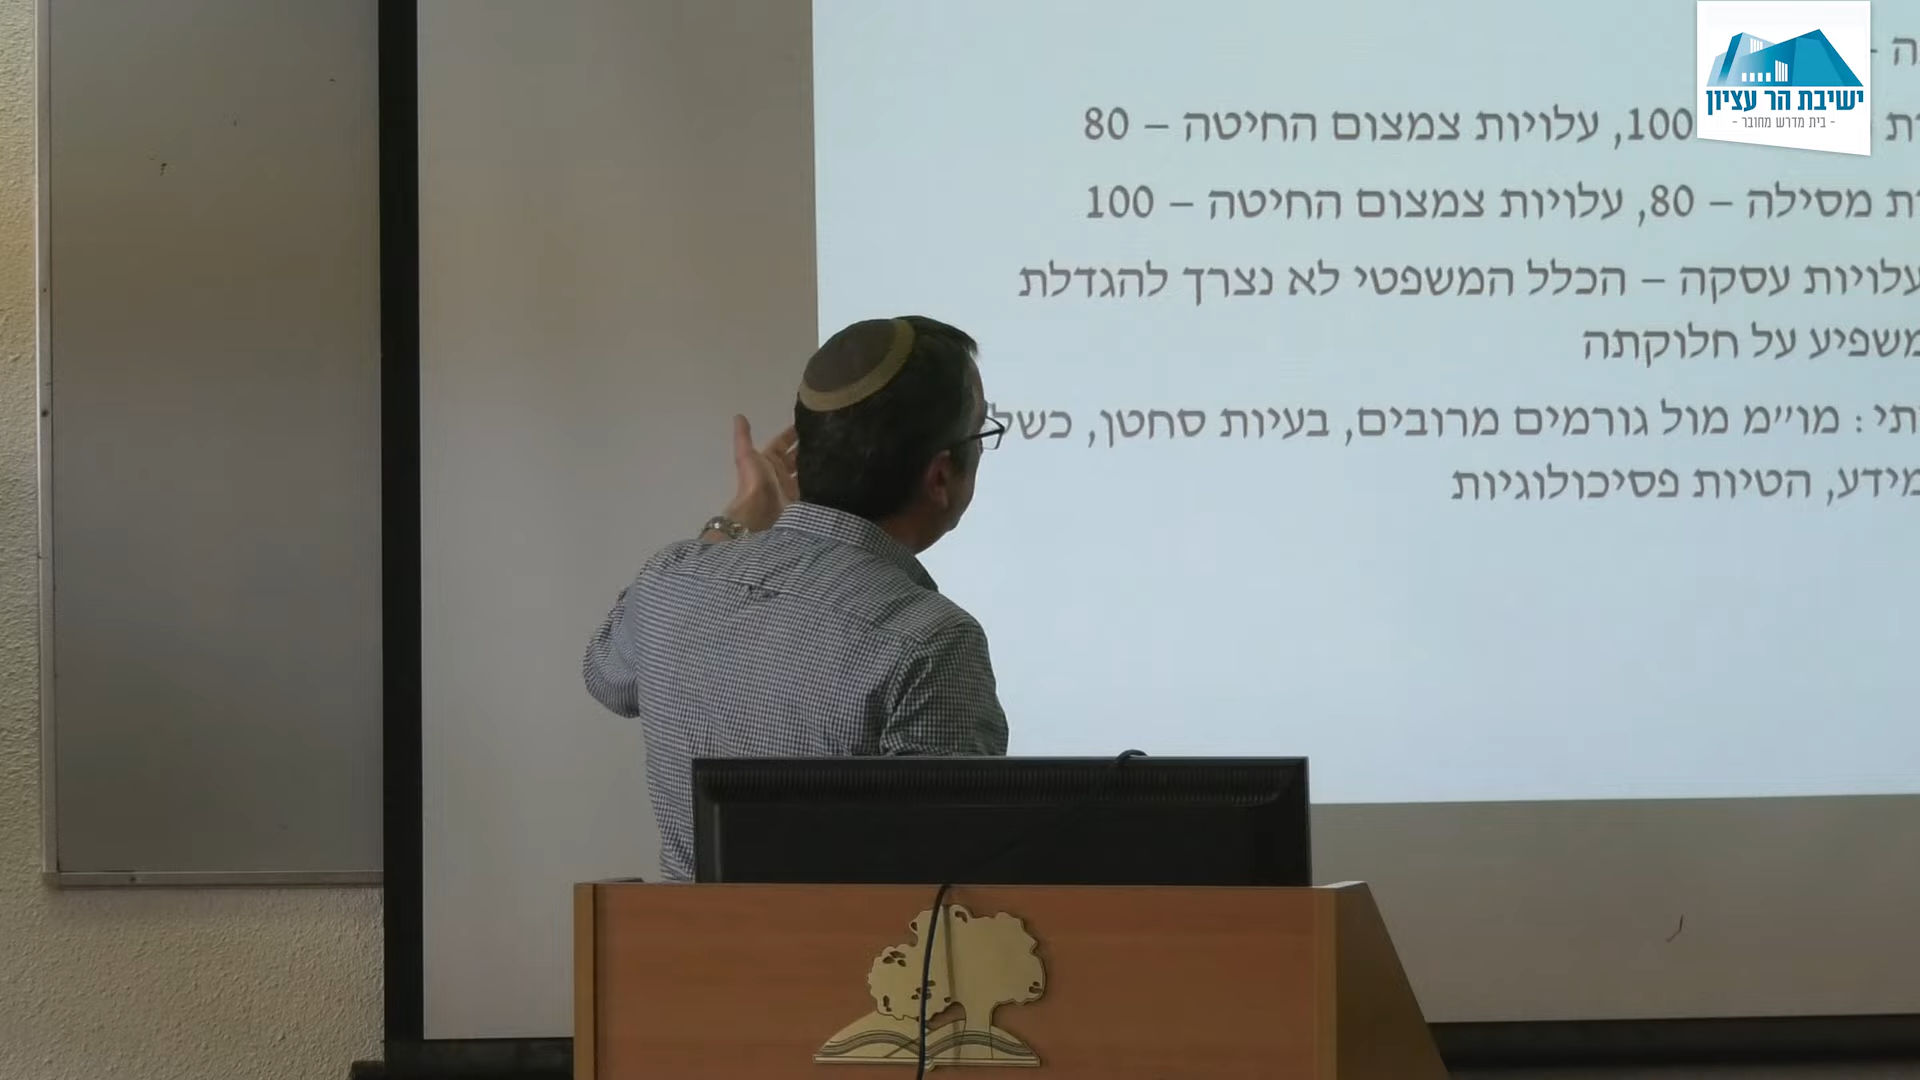 עלויות צמצום החיטה – 80 ,100
מסילה – 80, עלויות צמצום החיטה – 100
עלויות עסקה – הכלל המשפטי לא נצרך להגדלת
משפיע על חלוקתה
מו״מ מול גורמים מרובים, בעיות סחטן, כשל
מידע, הטיות פסיכולוגיות
ישיבת הר עציון
- בית מדרש מחובר -